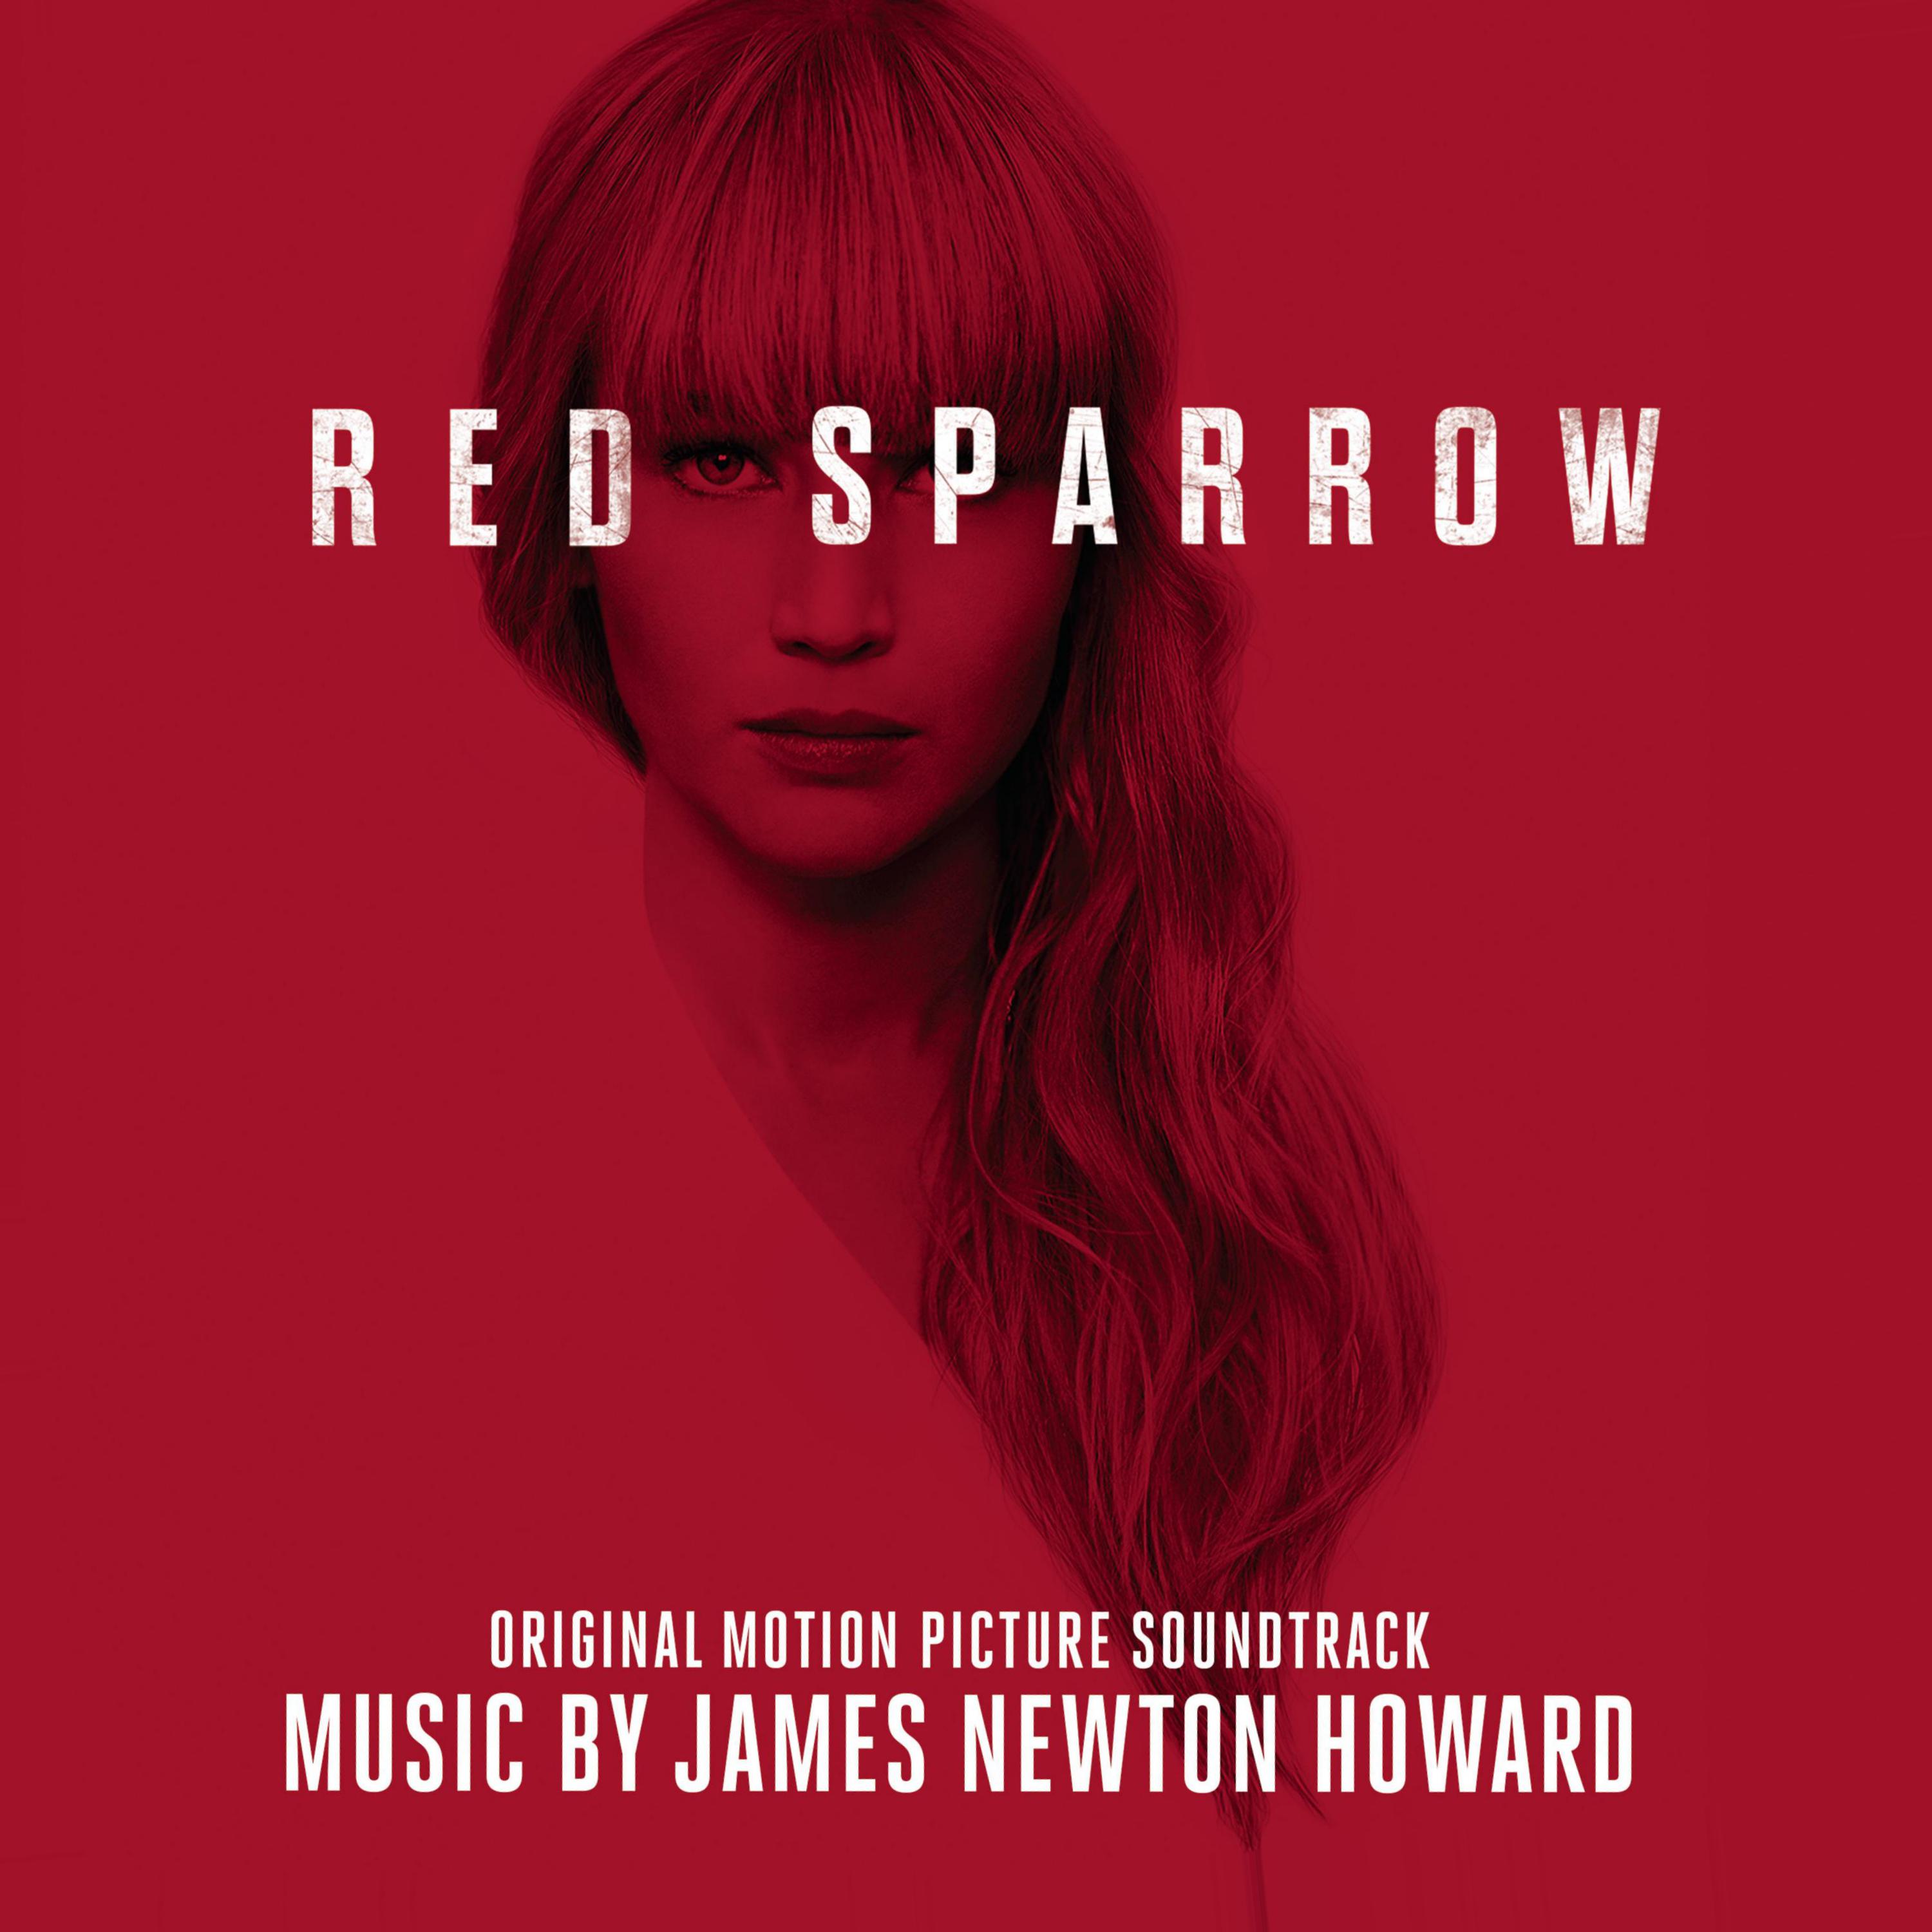 RED SPARROW
ORIGINAL MOTION PICTURE SOUNDTRACK
MUSIC BY JAMES NEWTON HOWARD